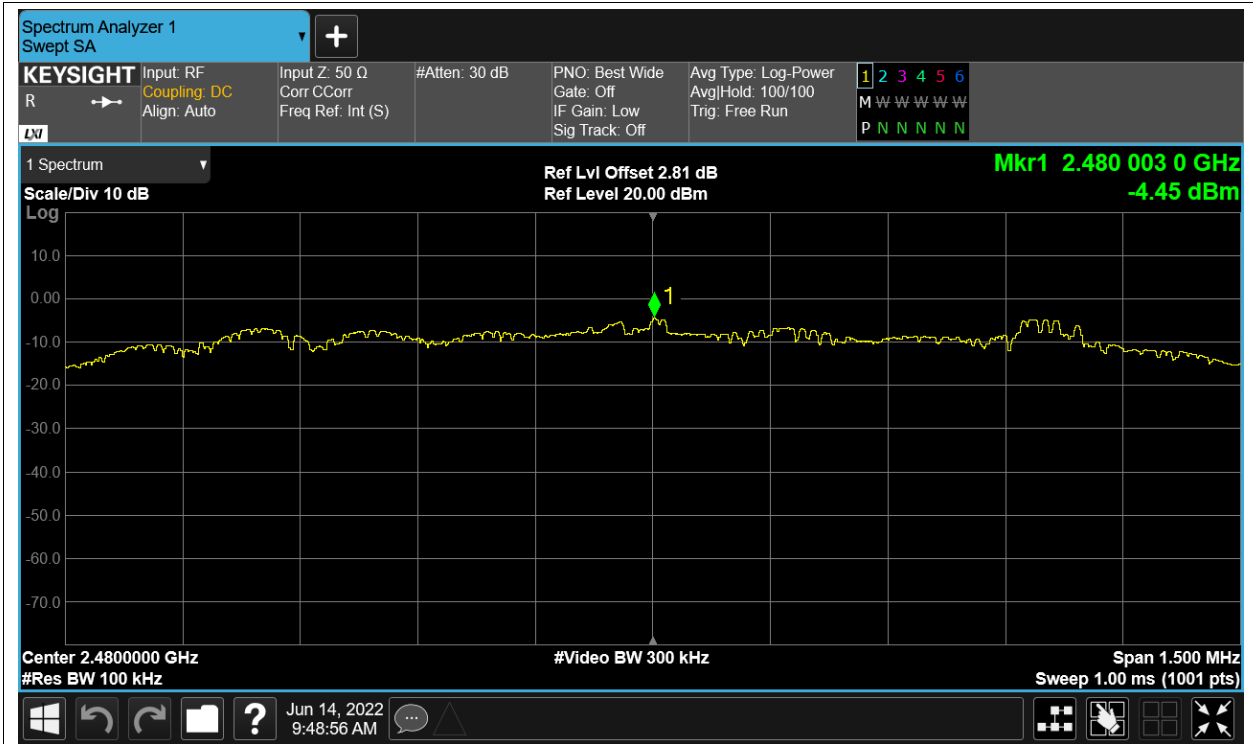 Spectrum Analyzer 1
Swept SA
KEYSIGHT
R
LXI
Input: RF
Coupling: DC
Align: Auto
Input Z: 50 Ω
Corr CCorr
Freq Ref: Int (S)
#Atten: 30 dB
PNO: Best Wide
Gate: Off
IF Gain: Low
Sig Track: Off
Avg Type: Log-Power
Avg|Hold: 100/100
Trig: Free Run
1 2 3 4 5 6
M W W W W W
P N N N N N
1 Spectrum
Scale/Div 10 dB
Log
Ref Lvl Offset 2.81 dB
Ref Level 20.00 dBm
Mkr1 2.480 003 0 GHz
-4.45 dBm
10.0
0.00
1
-10.0
-20.0
-30.0
-40.0
-50.0
-60.0
-70.0
Center 2.4800000 GHz
#Video BW 300 kHz
Span 1.500 MHz
#Res BW 100 kHz
Sweep 1.00 ms (1001 pts)
?
Jun 14, 2022
9:48:56 AM